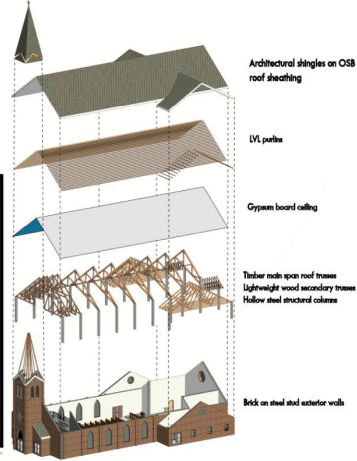 Architectural shingles on OSB
roof sheathing
LVL purlins
Gypsum board ceiling
Timber main span roof trusses
Lightweight wood secondary trusses
Hollow steel structural columns
Brick on steel stud exterior walls